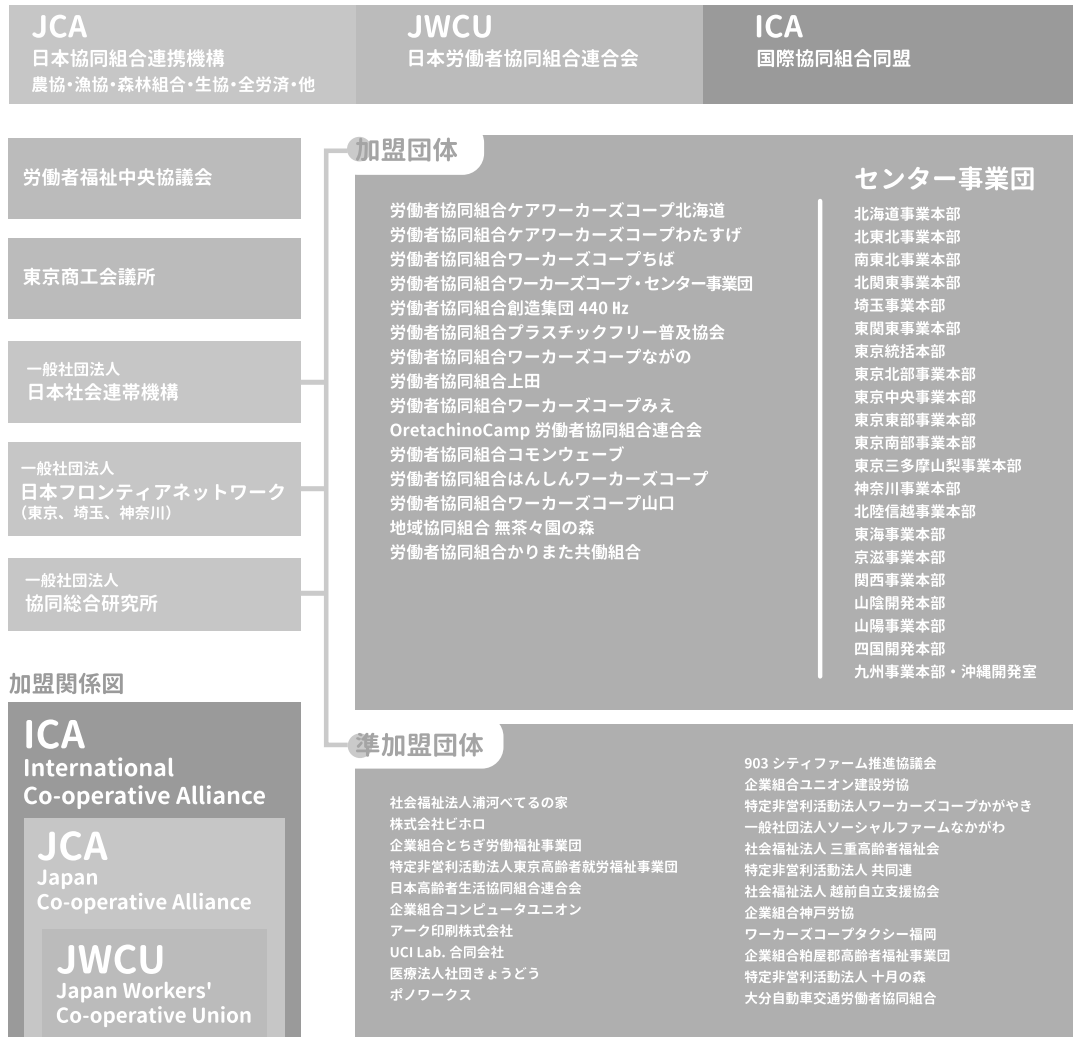 JCA
日本協同組合連携機構
農協・漁協・森林組合・生協・全労済・他
JWCU
日本労働者協同組合連合会
ICA
国際協同組合同盟
労働者福祉中央協議会
東京商工会議所
一般社団法人
日本社会連帯機構
一般社団法人
日本フロンティアネットワーク
（東京、埼玉、神奈川）
一般社団法人
協同総合研究所
加盟関係図
ICA
International
Co-operative Alliance
JCA
Japan
Co-operative Alliance
JWCU
Japan Workers'
Co-operative Union
加盟団体
労働者協同組合ケアワーカーズコープ北海道
労働者協同組合ケアワーカーズコープわたすげ
労働者協同組合ワーカーズコープちば
労働者協同組合ワーカーズコープ・センター事業団
労働者協同組合創造集団 440 Hz
労働者協同組合プラスチックフリー普及協会
労働者協同組合ワーカーズコープながの
労働者協同組合上田
労働者協同組合ワーカーズコープみえ
OretachinoCamp 労働者協同組合連合会
労働者協同組合コモンウェーブ
労働者協同組合はんしんワーカーズコープ
労働者協同組合ワーカーズコープ山口
地域協同組合 無茶々園の森
労働者協同組合かりまた共働組合
センター事業団
北海道事業本部
北東北事業本部
南東北事業本部
北関東事業本部
埼玉事業本部
東関東事業本部
東京統括本部
東京北部事業本部
東京中央事業本部
東京東部事業本部
東京南部事業本部
東京三多摩山梨事業本部
神奈川事業本部
北陸信越事業本部
東海事業本部
京滋事業本部
関西事業本部
山陰開発本部
山陽事業本部
四国開発本部
九州事業本部・沖縄開発室
準加盟団体
社会福祉法人浦河べてるの家
株式会社ビホロ
企業組合とちぎ労働福祉事業団
特定非営利活動法人東京高齢者就労福祉事業団
日本高齢者生活協同組合連合会
企業組合コンピュータユニオン
アーク印刷株式会社
UCI Lab. 合同会社
医療法人社団きょうどう
ポノワークス
903 シティファーム推進協議会
企業組合ユニオン建設労協
特定非営利活動法人ワーカーズコープかがやき
一般社団法人ソーシャルファームなかがわ
社会福祉法人 三重高齢者福祉会
特定非営利活動法人 共同連
社会福祉法人 越前自立支援協会
企業組合神戸労協
ワーカーズコープタクシー福岡
企業組合粕屋郡高齢者福祉事業団
特定非営利活動法人 十月の森
大分自動車交通労働者協同組合